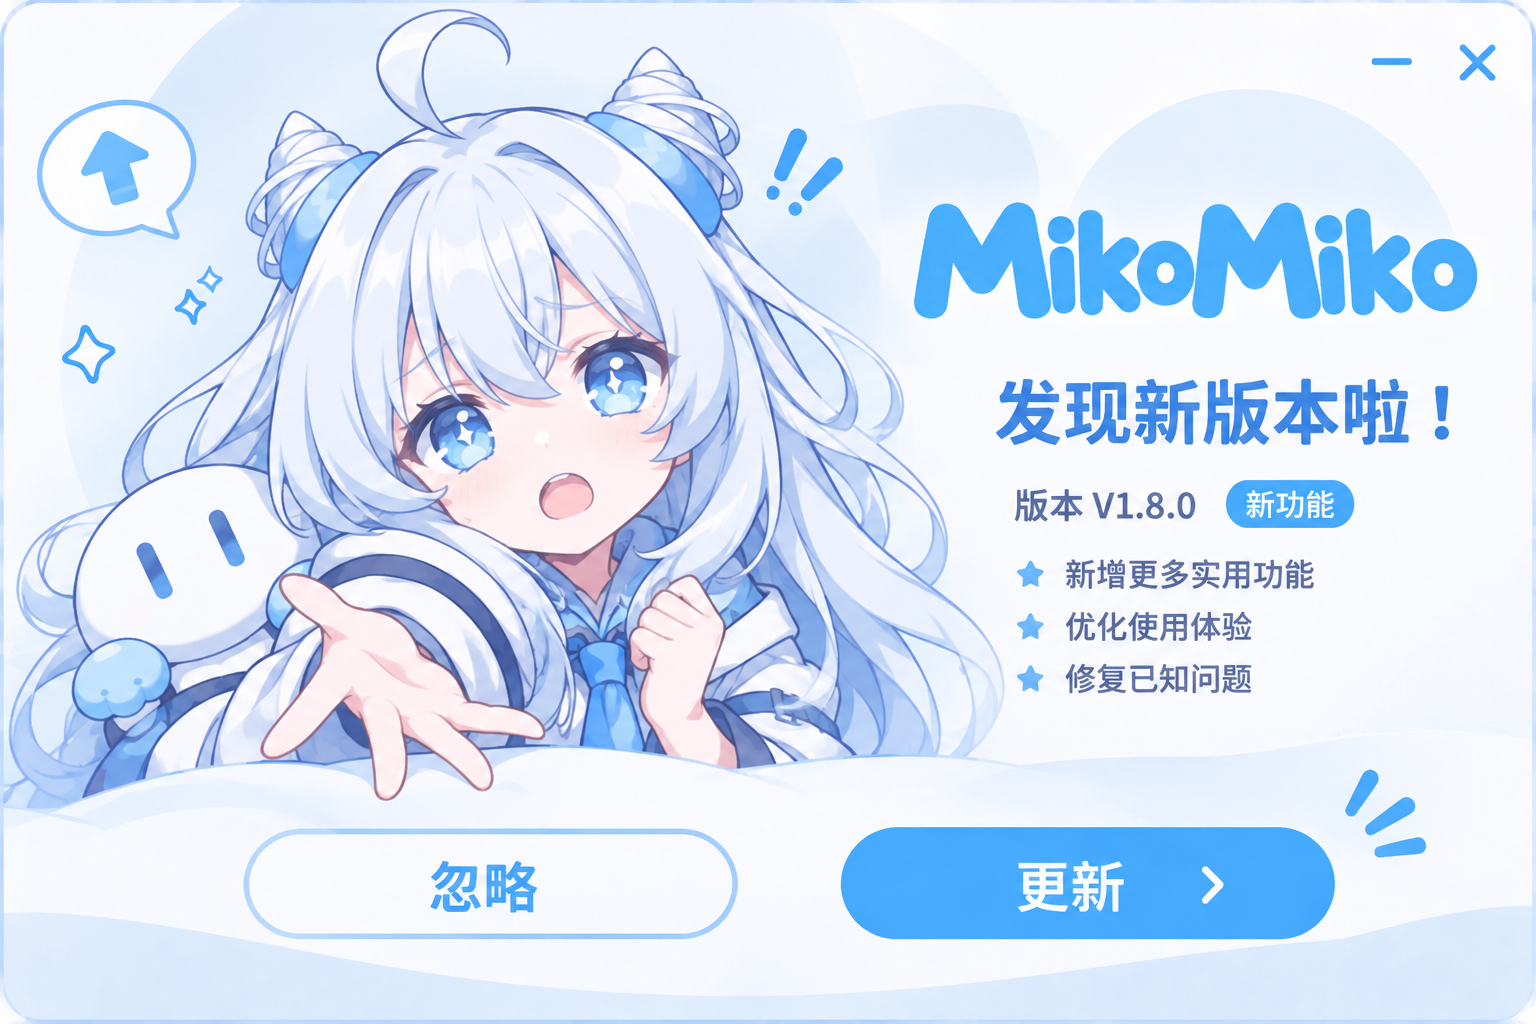 MikoMiko
发现新版本啦！
版本 V1.8.0 新功能
新增更多实用功能
优化使用体验
修复已知问题
忽略
更新